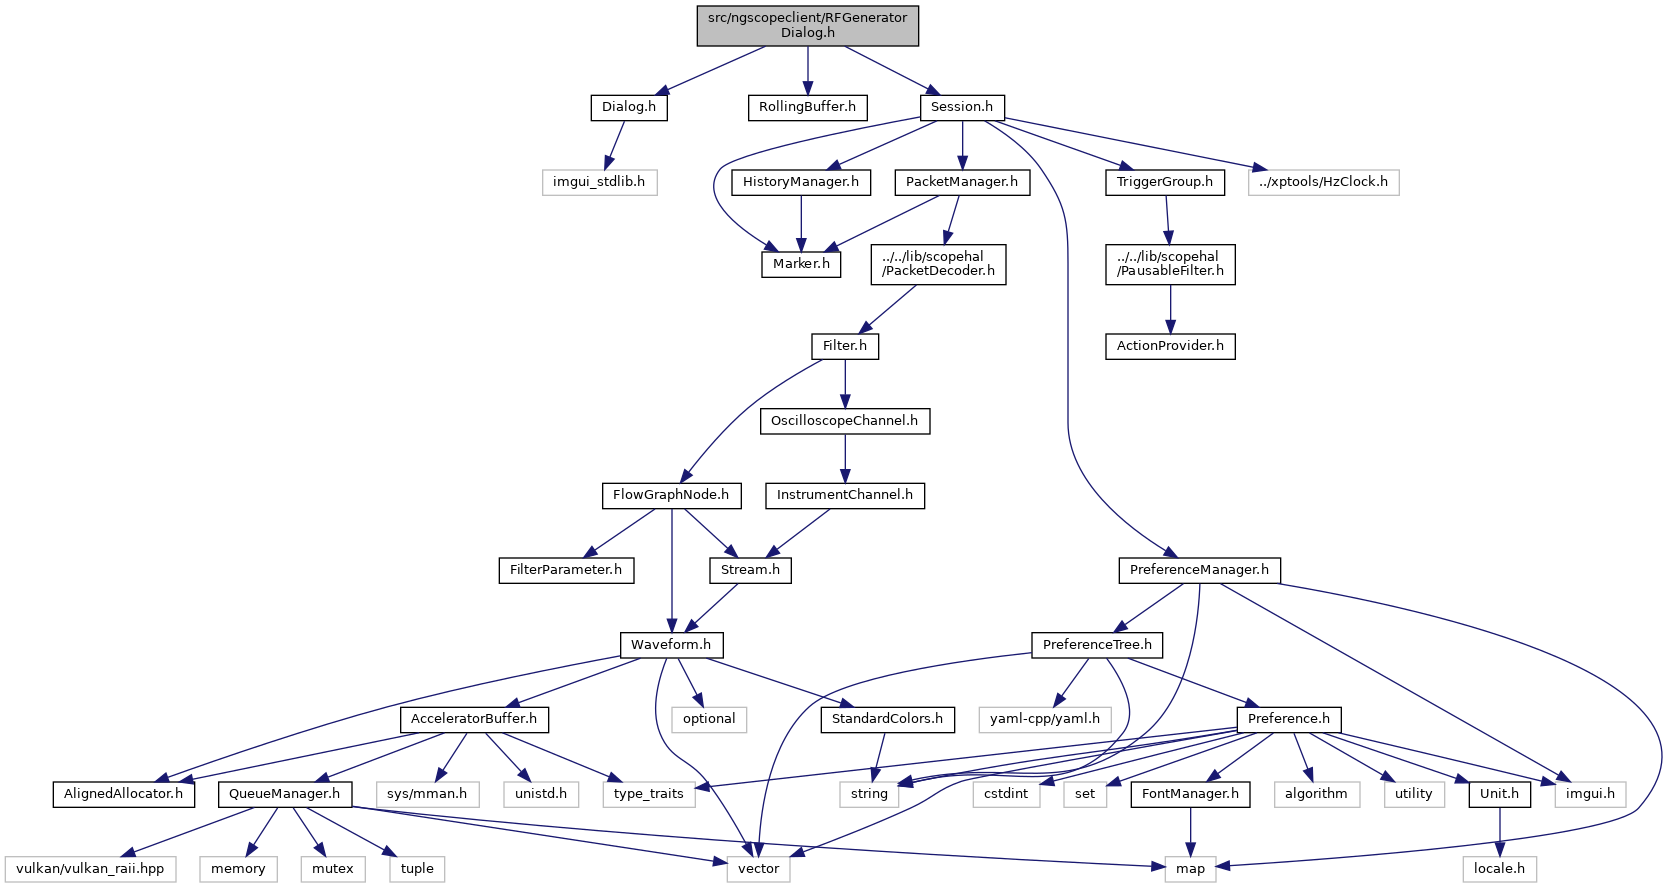 src/ngscopeclient/RFGenerator
Dialog.h
Dialog.h
RollingBuffer.h
Session.h
imgui_stdlib.h
HistoryManager.h
PacketManager.h
TriggerGroup.h
../xptools/HzClock.h
Marker.h
../../lib/scopehal
/PacketDecoder.h
../../lib/scopehal
/PausableFilter.h
Filter.h
ActionProvider.h
OscilloscopeChannel.h
FlowGraphNode.h
InstrumentChannel.h
FilterParameter.h
Stream.h
PreferenceManager.h
Waveform.h
PreferenceTree.h
AcceleratorBuffer.h
optional
StandardColors.h
yaml-cpp/yaml.h
Preference.h
AlignedAllocator.h
QueueManager.h
sys/mman.h
unistd.h
type_traits
string
cstdint
set
FontManager.h
algorithm
utility
Unit.h
imgui.h
vulkan/vulkan_raii.hpp
memory
mutex
tuple
vector
map
locale.h